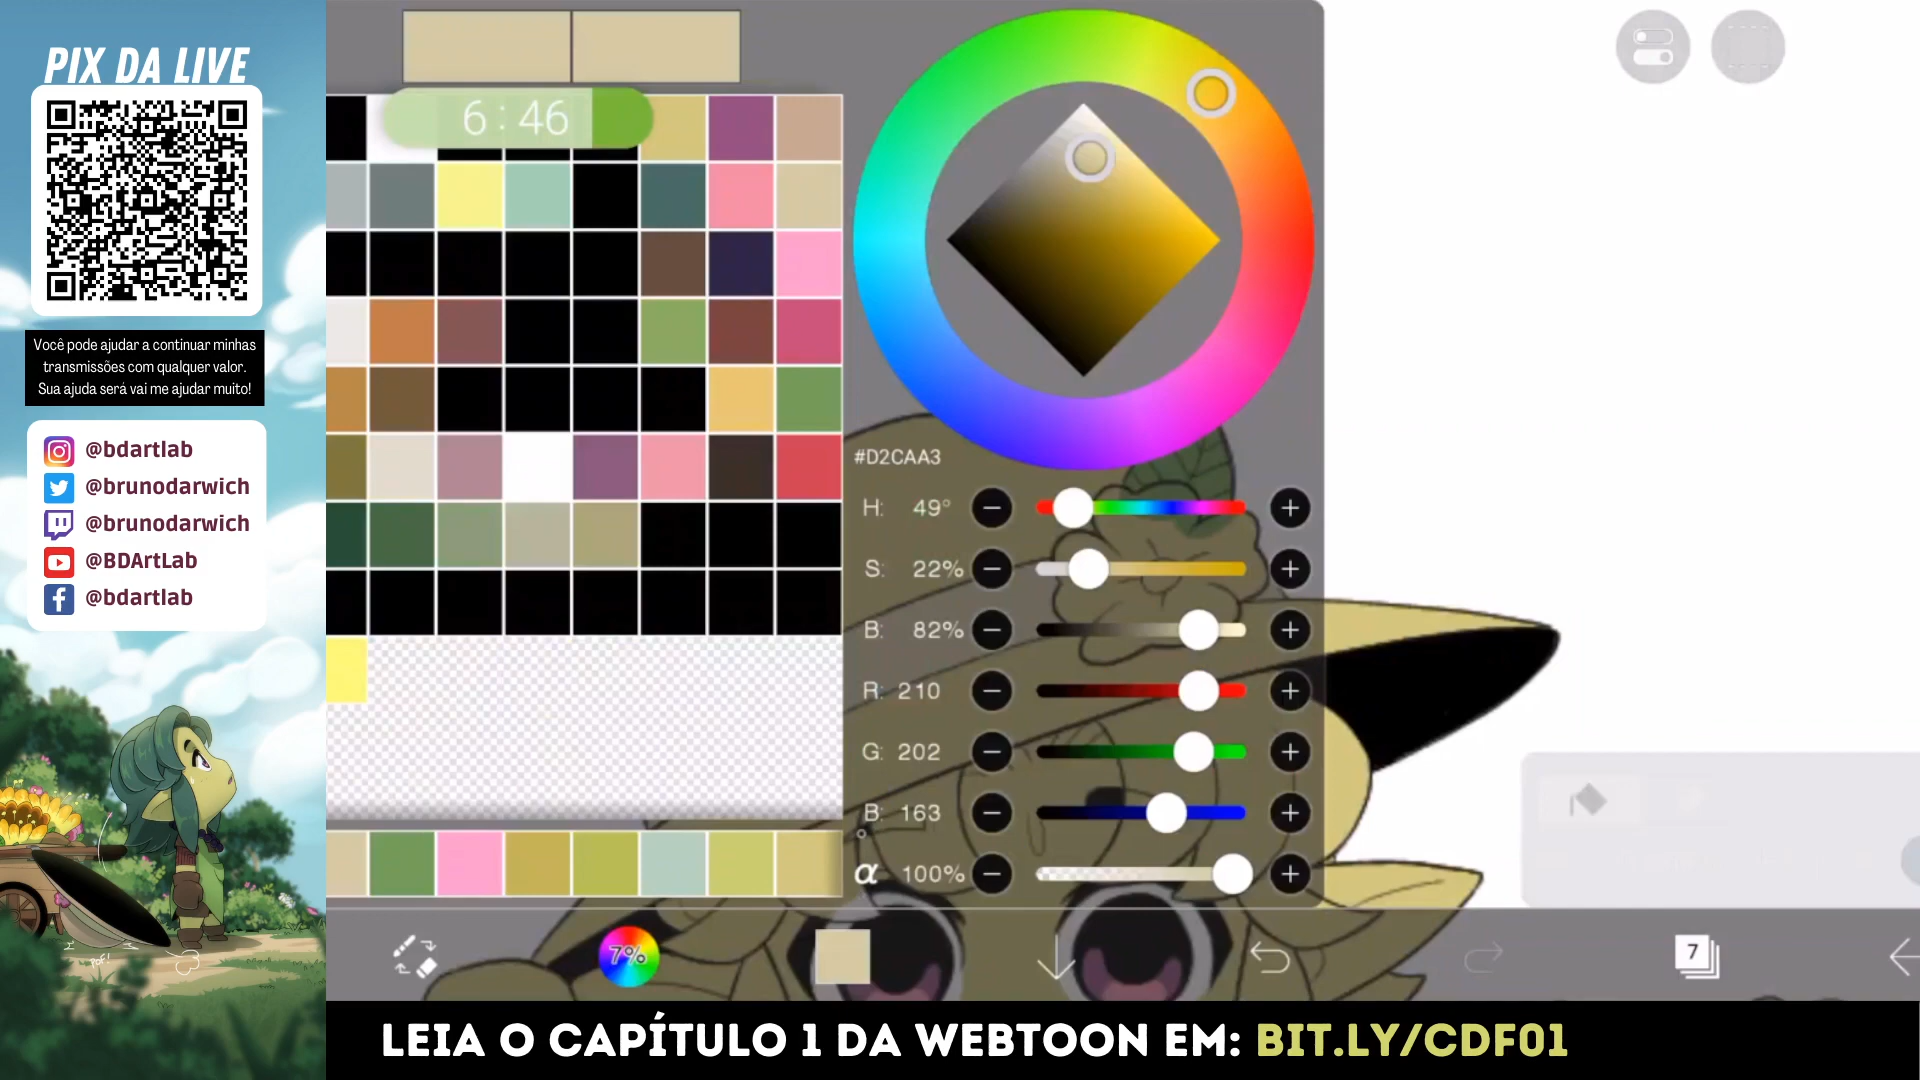 PIX DA LIVE
Você pode ajudar a continuar minhas
transmissões com qualquer valor.
Sua ajuda será vai me ajudar muito!
@bdartlab
@brunodarwich
@brunodarwich
@BDArtLab
@bdartlab
POF!
6:46
#D2CAA3
H: 49°
S: 22%
B: 82%
R: 210
G: 202
B: 163
α 100%
7%
7
LEIA O CAPÍTULO 1 DA WEBTOON EM: BIT.LY/CDF01